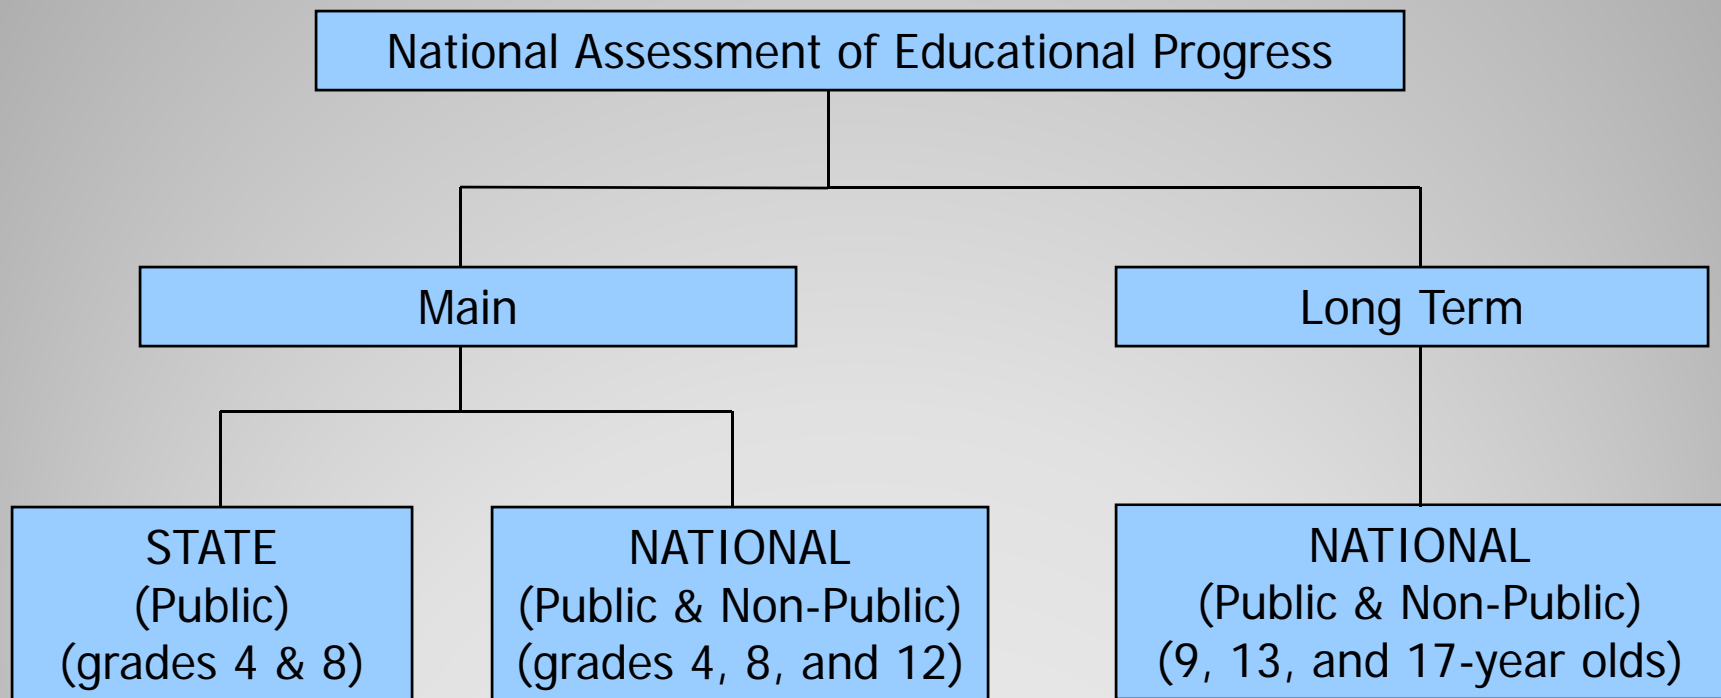 National Assessment of Educational Progress
Main
Long Term
STATE
(Public)
(grades 4 & 8)
NATIONAL
(Public & Non-Public)
(grades 4, 8, and 12)
NATIONAL
(Public & Non-Public)
(9, 13, and 17-year olds)